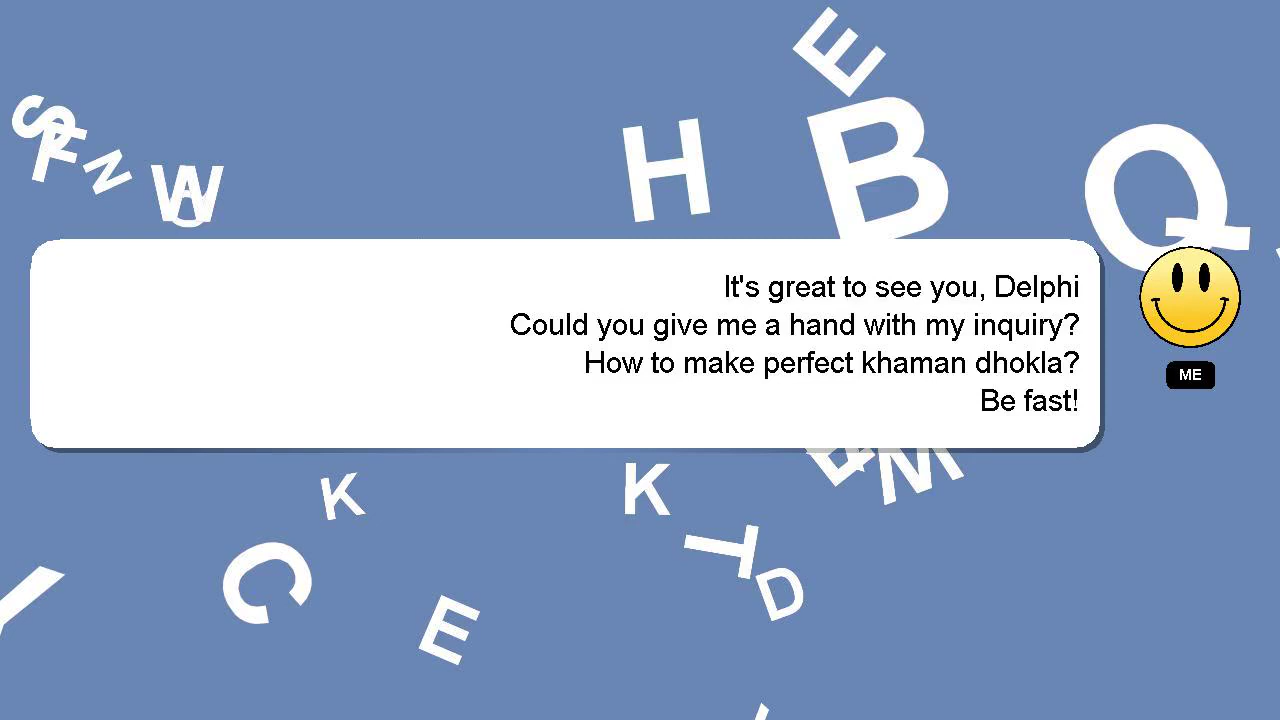 It's great to see you, Delphi
Could you give me a hand with my inquiry?
How to make perfect khaman dhokla?
Be fast!
ME
E
S
F
N
W
A
H
B
Q
K
K
M
T
D
C
E